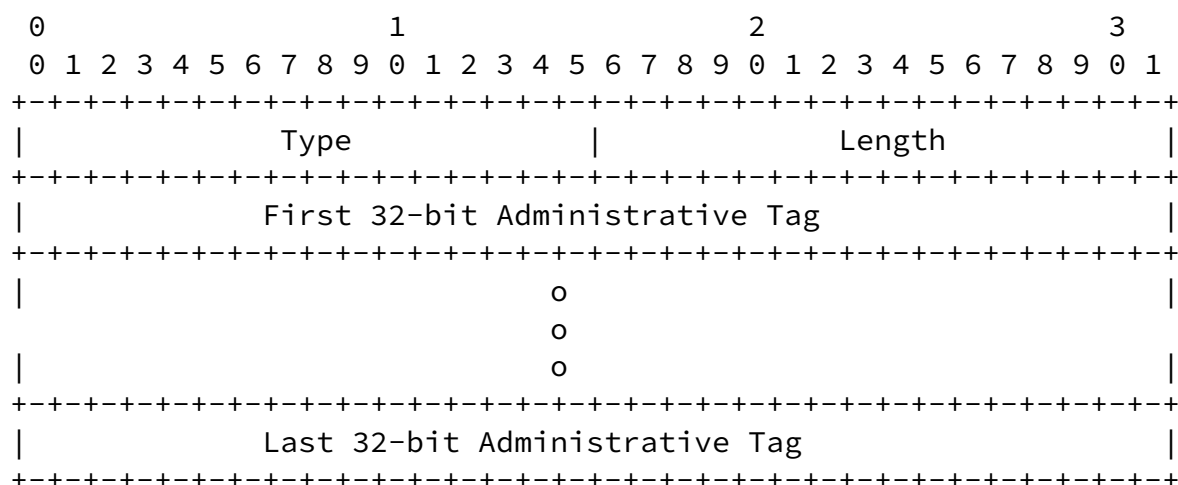 0                   1                   2                   3
 0 1 2 3 4 5 6 7 8 9 0 1 2 3 4 5 6 7 8 9 0 1 2 3 4 5 6 7 8 9 0 1
+-+-+-+-+-+-+-+-+-+-+-+-+-+-+-+-+-+-+-+-+-+-+-+-+-+-+-+-+-+-+-+-+
|              Type             |             Length            |
+-+-+-+-+-+-+-+-+-+-+-+-+-+-+-+-+-+-+-+-+-+-+-+-+-+-+-+-+-+-+-+-+
|             First 32-bit Administrative Tag                   |
+-+-+-+-+-+-+-+-+-+-+-+-+-+-+-+-+-+-+-+-+-+-+-+-+-+-+-+-+-+-+-+-+
|                             o                                 |
                              o
|                             o                                 |
+-+-+-+-+-+-+-+-+-+-+-+-+-+-+-+-+-+-+-+-+-+-+-+-+-+-+-+-+-+-+-+-+
|             Last 32-bit Administrative Tag                    |
+-+-+-+-+-+-+-+-+-+-+-+-+-+-+-+-+-+-+-+-+-+-+-+-+-+-+-+-+-+-+-+-+